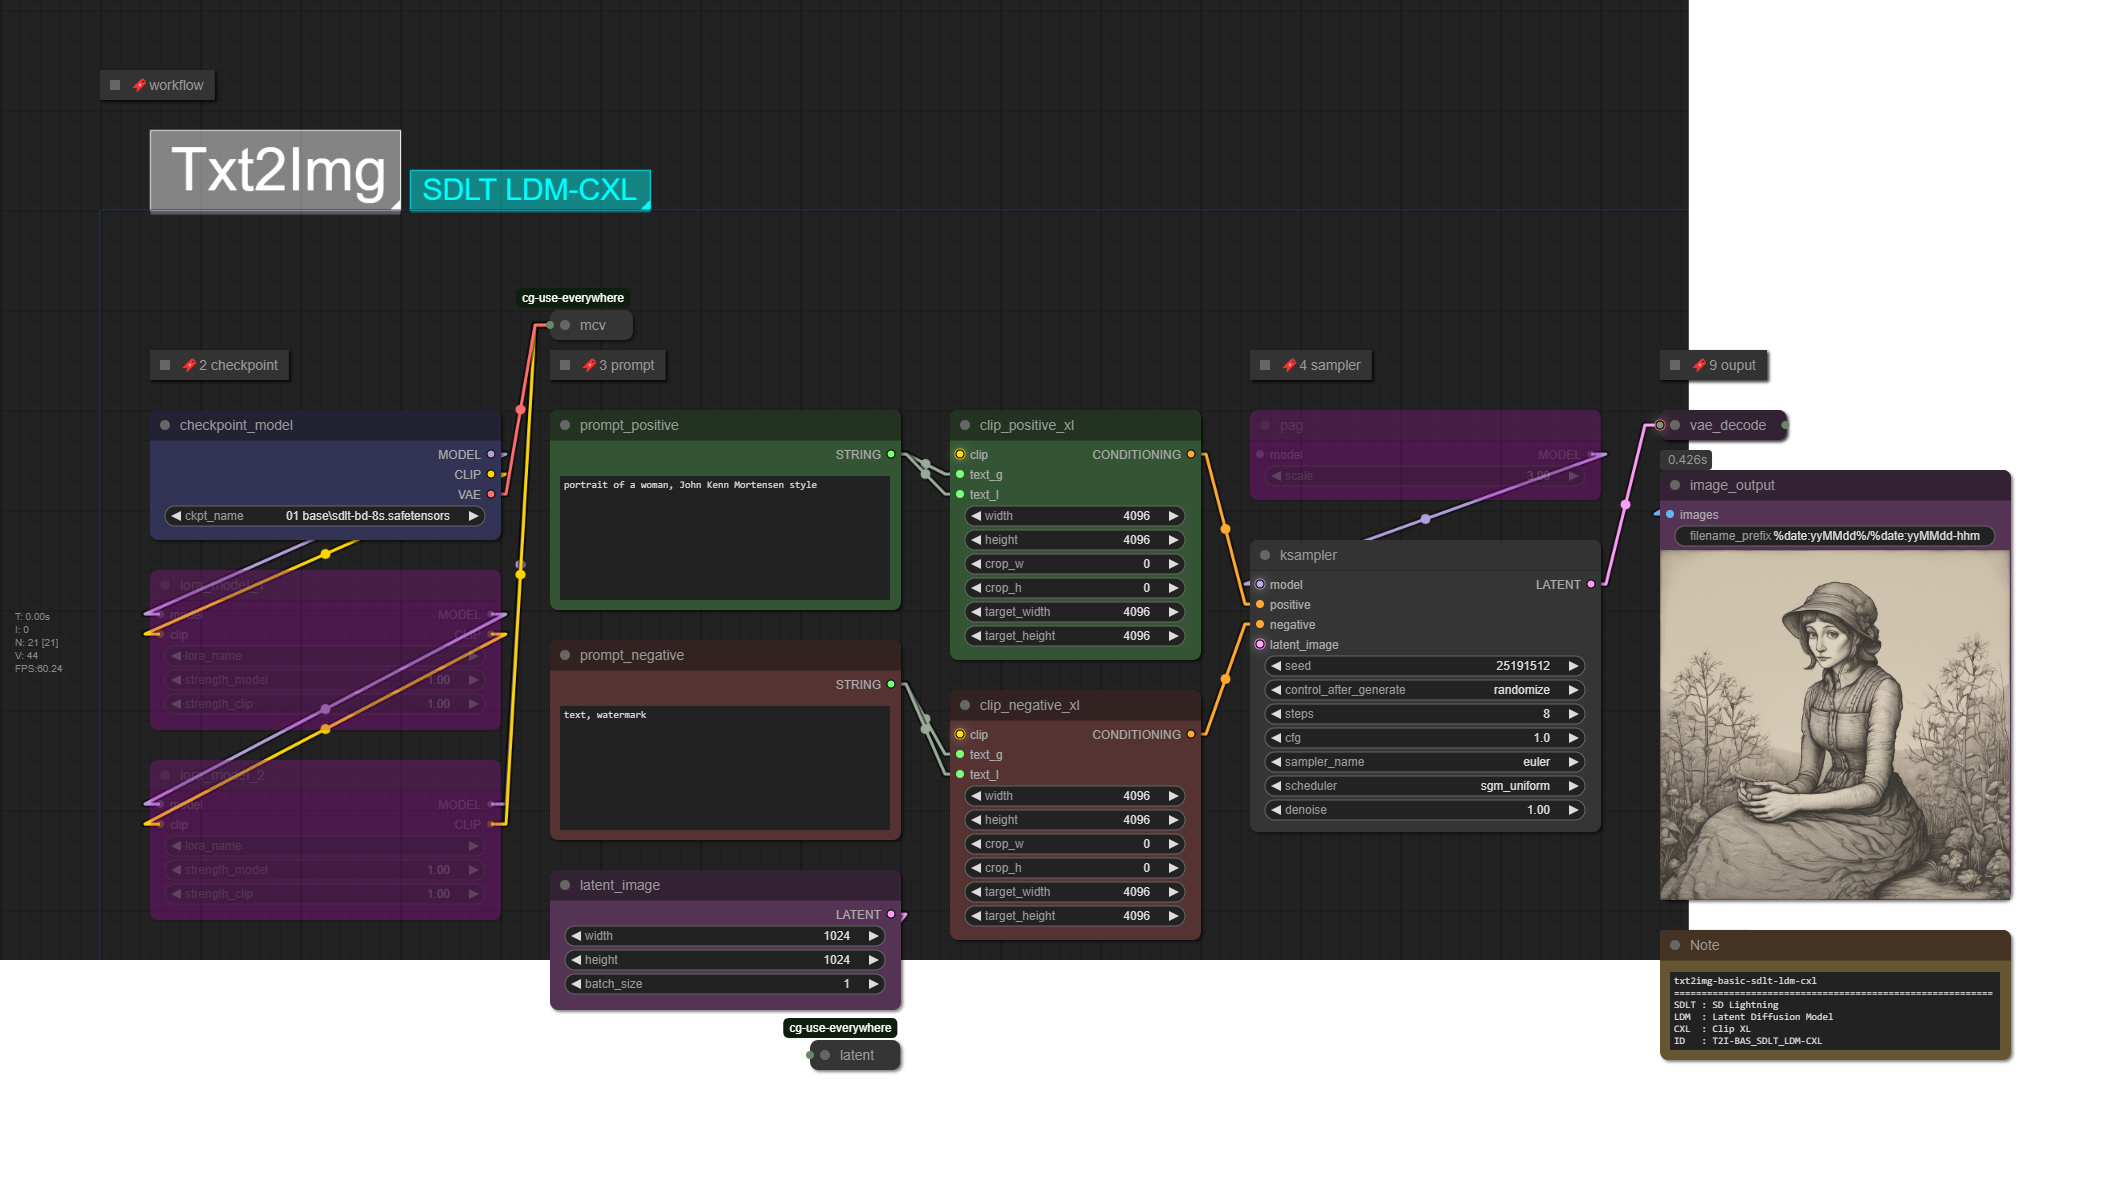 workflow
Txt2Img
SDLT LDM-CXL
cg-use-everywhere
mcv
2 checkpoint
3 prompt
4 sampler
9 ouput
checkpoint_model
MODEL
CLIP
VAE
ckpt_name 01 base\sdlt-bd-8s.safetensors
lora_model_1
model MODEL
clip CLIP
lora_name
strength_model 1.00
strength_clip 1.00
lora_model_2
model MODEL
clip CLIP
lora_name
strength_model 1.00
strength_clip 1.00
T: 0.00s
I: 0
N: 21 [21]
V: 44
FPS:60.24
prompt_positive
STRING
portrait of a woman, John Kenn Mortensen style
prompt_negative
STRING
text, watermark
latent_image
LATENT
width 1024
height 1024
batch_size 1
cg-use-everywhere
latent
clip_positive_xl
clip CONDITIONING
text_g
text_l
width 4096
height 4096
crop_w 0
crop_h 0
target_width 4096
target_height 4096
clip_negative_xl
clip CONDITIONING
text_g
text_l
width 4096
height 4096
crop_w 0
crop_h 0
target_width 4096
target_height 4096
pag
model MODEL
scale 3.00
ksampler
model LATENT
positive
negative
latent_image
seed 25191512
control_after_generate randomize
steps 8
cfg 1.0
sampler_name euler
scheduler sgm_uniform
denoise 1.00
vae_decode
0.426s
image_output
images
filename_prefix %date:yyMMdd%/%date:yyMMdd-hhm
Note
txt2img-basic-sdlt-ldm-cxl
==========================================================
SDLT : SD Lightning
LDM : Latent Diffusion Model
CXL : Clip XL
ID : T2I-BAS_SDLT_LDM-CXL